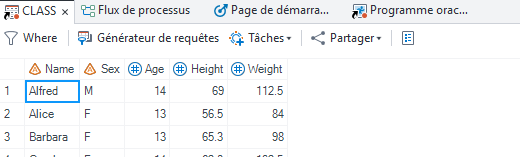 CLASS Flux de processus Page de démarra... Programme orac...
Where Générateur de requêtes Tâches Partager
Name Sex Age Height Weight
1 Alfred M 14 69 112.5
2 Alice F 13 56.5 84
3 Barbara F 13 65.3 98